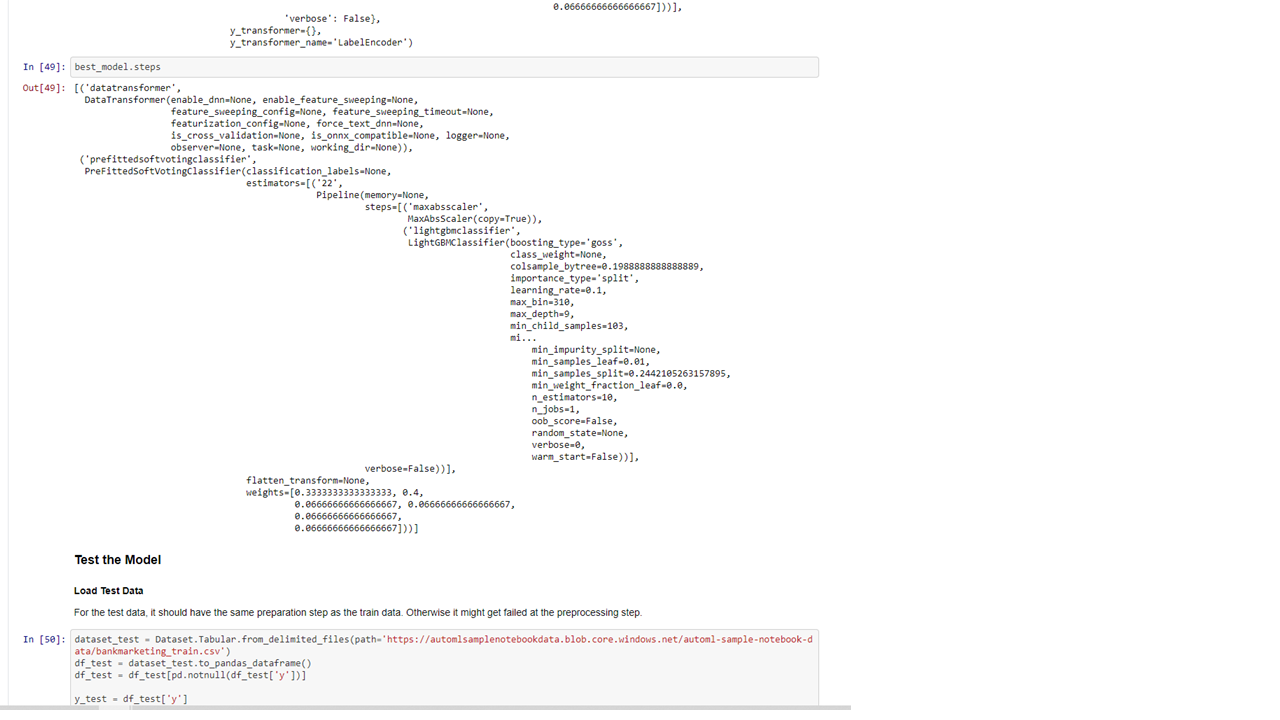 0.06666666666666667]))],
'verbose': False},
y_transformer={},
y_transformer_name='LabelEncoder')
In [49]: best_model.steps
Out[49]: [('datatransformer',
DataTransformer(enable_dnn=None, enable_feature_sweeping=None,
feature_sweeping_config=None, feature_sweeping_timeout=None,
featurization_config=None, force_text_dnn=None,
is_cross_validation=None, is_onnx_compatible=None, logger=None,
observer=None, task=None, working_dir=None)),
('prefittedsoftvotingclassifier',
PreFittedSoftVotingClassifier(classification_labels=None,
estimators=[('22',
Pipeline(memory=None,
steps=[('maxabsscaler',
MaxAbsScaler(copy=True)),
('lightgbmclassifier',
LightGBMClassifier(boosting_type='goss',
class_weight=None,
colsample_bytree=0.1988888888888889,
importance_type='split',
learning_rate=0.1,
max_bin=310,
max_depth=9,
min_child_samples=103,
mi...
min_impurity_split=None,
min_samples_leaf=0.01,
min_samples_split=0.2442105263157895,
min_weight_fraction_leaf=0.0,
n_estimators=10,
n_jobs=1,
oob_score=False,
random_state=None,
verbose=0,
warm_start=False))],
verbose=False))],
flatten_transform=None,
weights=[0.3333333333333333, 0.4,
0.06666666666666667, 0.06666666666666667,
0.06666666666666667,
0.06666666666666667]))]
Test the Model
Load Test Data
For the test data, it should have the same preparation step as the train data. Otherwise it might get failed at the preprocessing step.
In [50]: dataset_test = Dataset.Tabular.from_delimited_files(path='https://automlsamplenotebookdata.blob.core.windows.net/automl-sample-notebook-d
ata/bankmarketing_train.csv')
df_test = dataset_test.to_pandas_dataframe()
df_test = df_test[pd.notnull(df_test['y'])]
y_test = df_test['y']